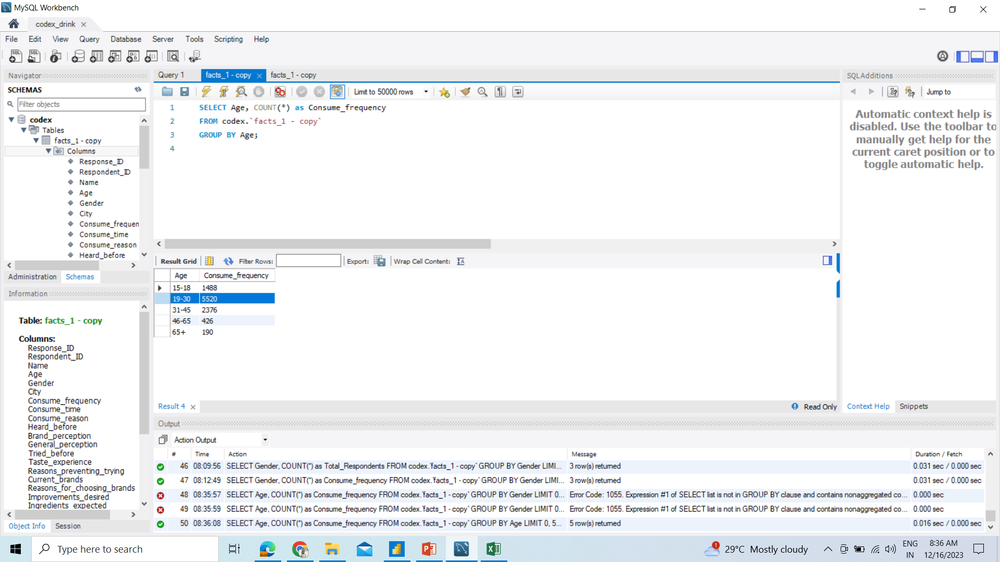 MySQL Workbench
codex_drink
File Edit View Query Database Server Tools Scripting Help
Navigator
SCHEMAS
Filter objects
codex
Tables
facts_1 - copy
Columns
Response_ID
Respondent_ID
Name
Age
Gender
City
Consume_frequen
Consume_time
Consume_reason
Heard_before
Administration Schemas
Information
Table: facts_1 - copy
Columns:
Response_ID
Respondent_ID
Name
Age
Gender
City
Consume_frequency
Consume_time
Consume_reason
Heard_before
Brand_perception
General_perception
Tried_before
Taste_experience
Reasons_preventing_trying
Current_brands
Reasons_for_choosing_brands
Improvements_desired
Ingredients_expected
Object Info Session
Query 1 facts_1 - copy facts_1 - copy
Limit to 50000 rows
1 SELECT Age, COUNT(*) as Consume_frequency
2 FROM codex.`facts_1 - copy`
3 GROUP BY Age;
4
Result Grid Filter Rows: Export: Wrap Cell Content:
Age Consume_frequency
15-18 1488
19-30 5520
31-45 2376
46-65 426
65+ 190
Result 4 Read Only
SQLAdditions
Jump to
Automatic context help is
disabled. Use the toolbar to
manually get help for the
current caret position or to
toggle automatic help.
Context Help Snippets
Output
Action Output
# Time Action Message Duration / Fetch
46 08:09:56 SELECT Gender, COUNT(*) as Total_Respondents FROM codex.`facts_1 - copy` GROUP BY Gender LIMI... 3 row(s) returned 0.031 sec / 0.000 sec
47 08:12:49 SELECT Gender, COUNT(*) as Consume_frequency FROM codex.`facts_1 - copy` GROUP BY Gender LIMI... 3 row(s) returned 0.031 sec / 0.000 sec
48 08:35:57 SELECT Age, COUNT(*) as Consume_frequency FROM codex.`facts_1 - copy` GROUP BY Gender LIMIT 0... Error Code: 1055. Expression #1 of SELECT list is not in GROUP BY clause and contains nonaggregated co... 0.000 sec
49 08:35:59 SELECT Age, COUNT(*) as Consume_frequency FROM codex.`facts_1 - copy` GROUP BY Gender LIMIT 0... Error Code: 1055. Expression #1 of SELECT list is not in GROUP BY clause and contains nonaggregated co... 0.000 sec
50 08:36:08 SELECT Age, COUNT(*) as Consume_frequency FROM codex.`facts_1 - copy` GROUP BY Age LIMIT 0, 5... 5 row(s) returned 0.016 sec / 0.000 sec
Type here to search
1
29°C Mostly cloudy
ENG
IN
8:36 AM
12/16/2023